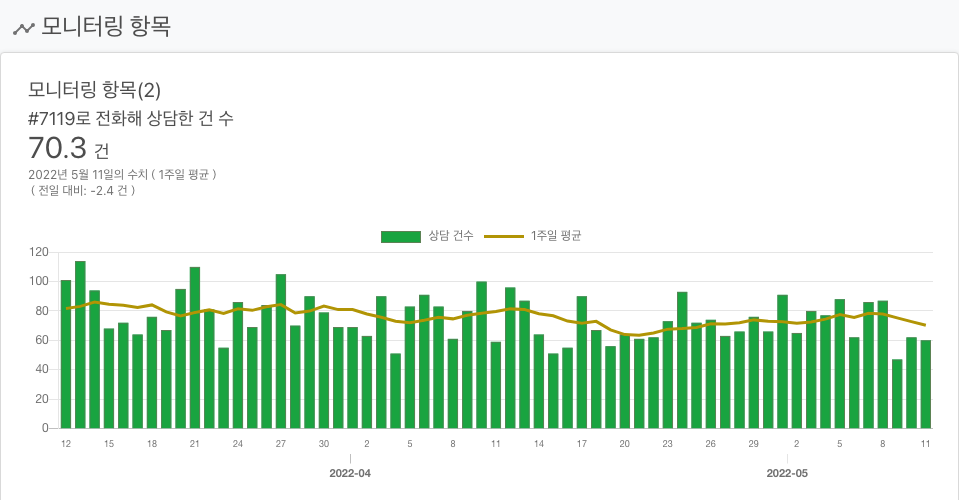 모니터링 항목
모니터링 항목(2)
#7119로 전화해 상담한 건 수
70.3 건
2022년 5월 11일의 수치 ( 1주일 평균 )
( 전일 대비: -2.4 건 )
상담 건수 1주일 평균
120
100
80
60
40
20
0
12 15 18 21 24 27 30 2 5 8 11 14 17 20 23 26 29 2 5 8 11
2022-04 2022-05